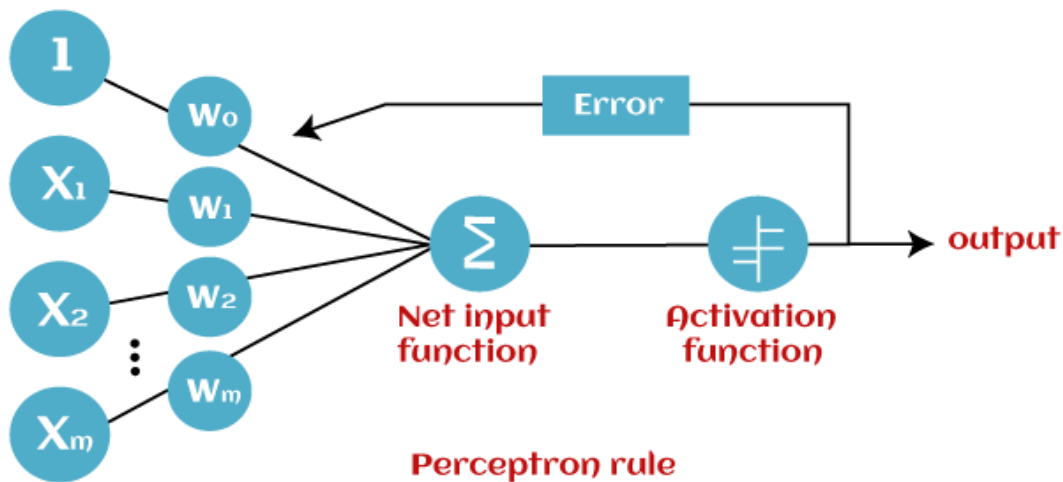 1
X₁
X₂
Xₘ
w₀
w₁
w₂
wₘ
Error
Σ
Net input
function
Activation
function
output
Perceptron rule